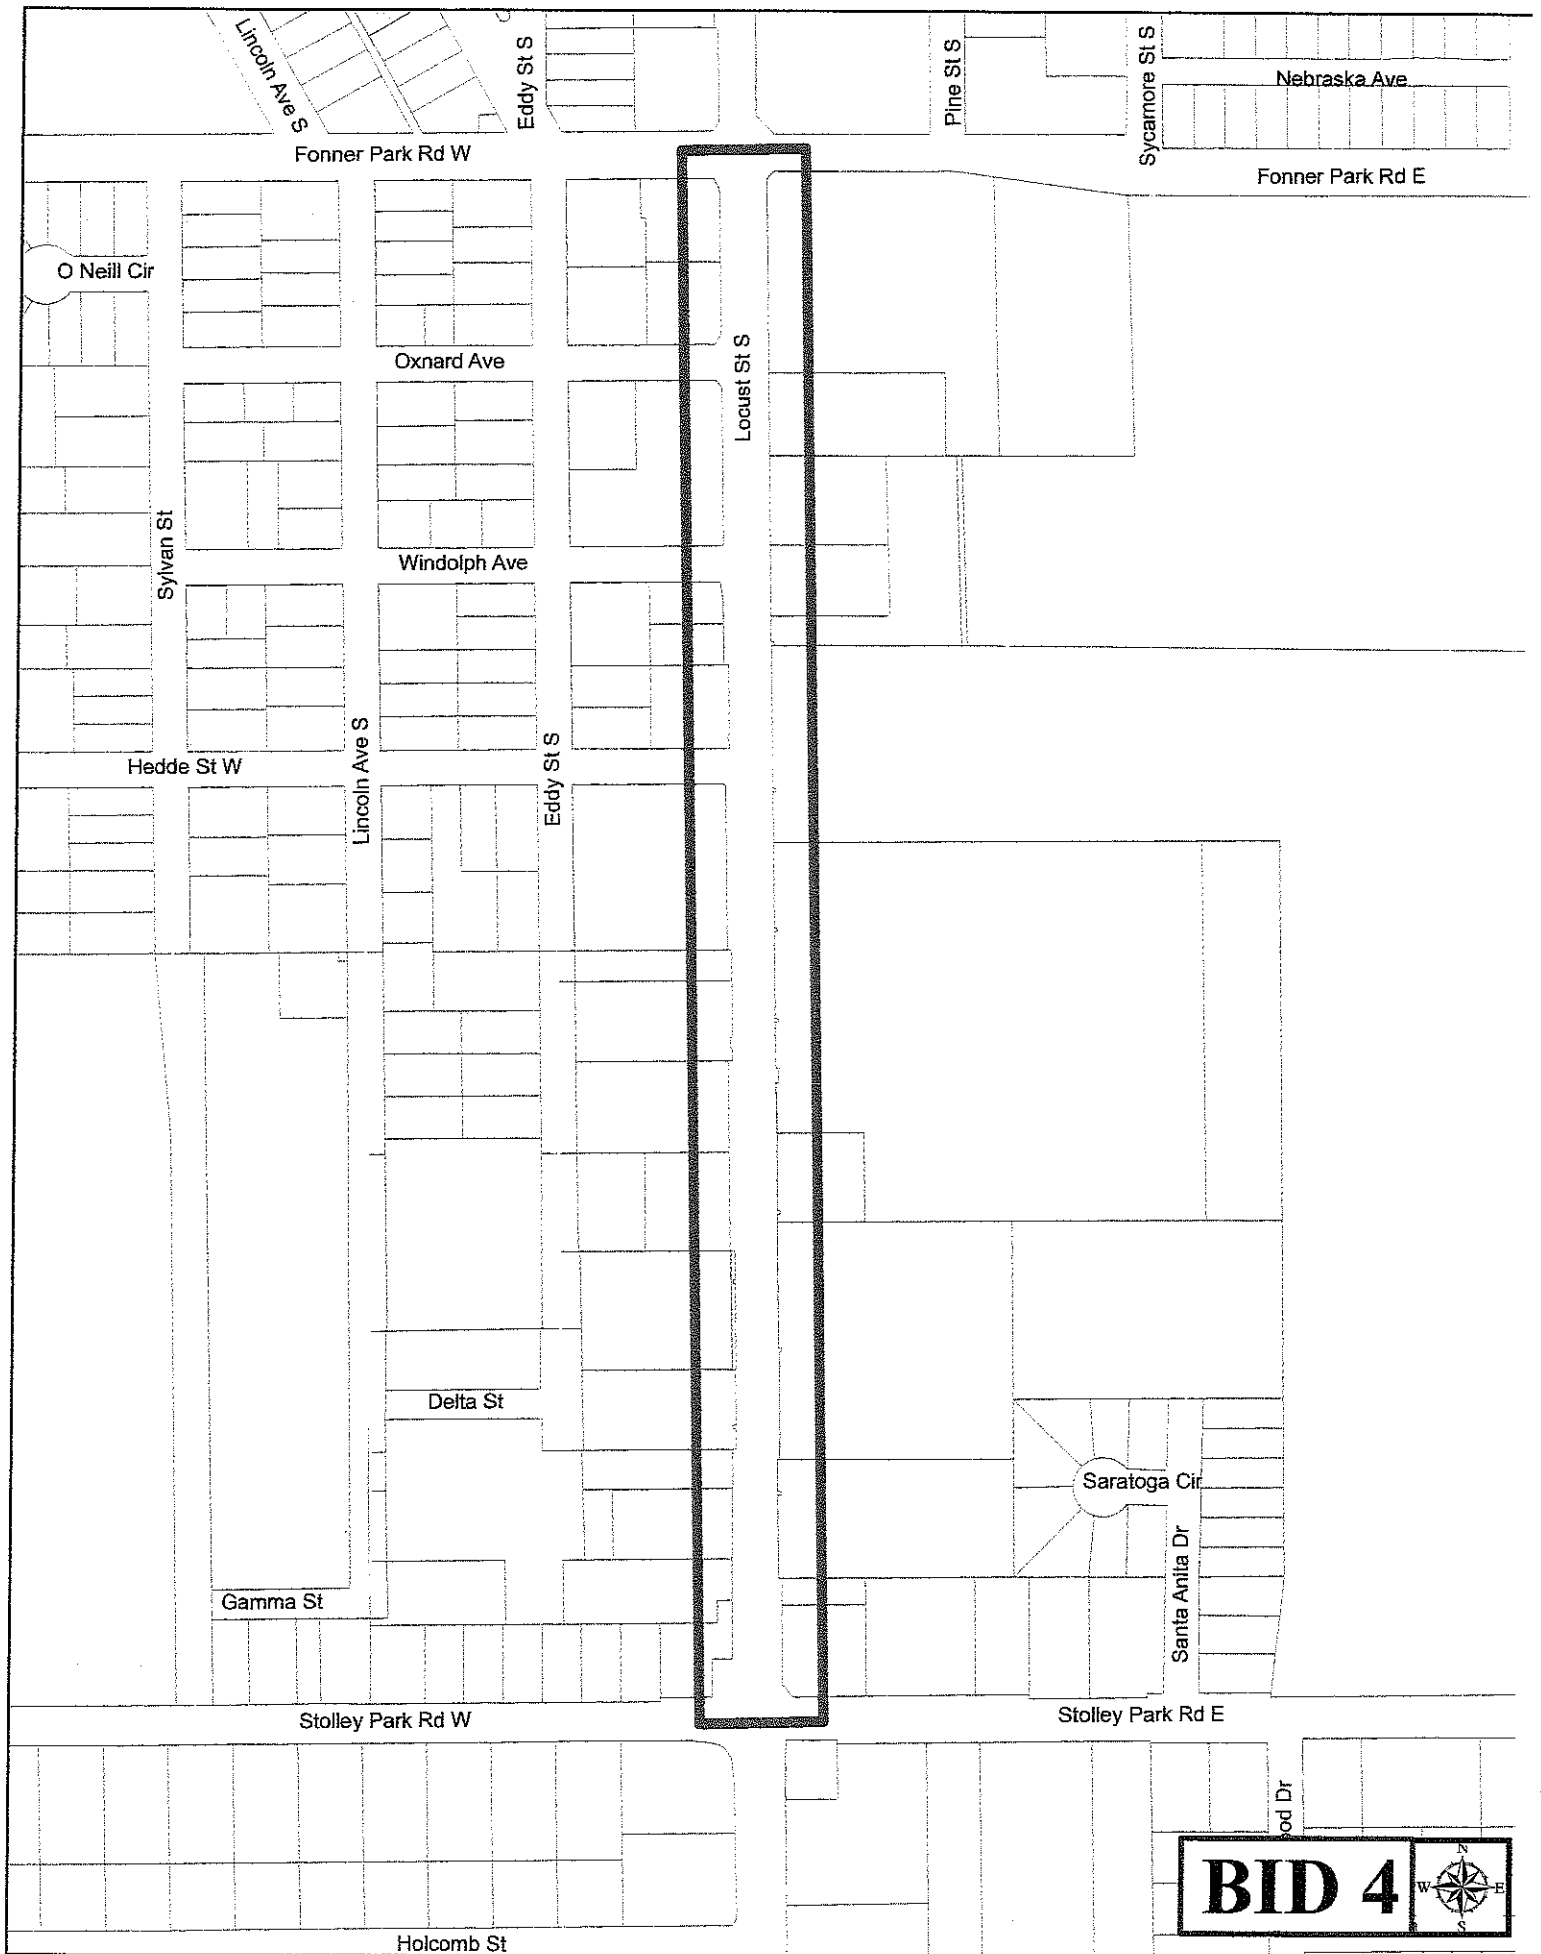 Lincoln Ave S
Eddy St S
Pine St S
Sycamore St S
Nebraska Ave
Fonner Park Rd W
Fonner Park Rd E
O Neill Cir
Oxnard Ave
Locust St S
Sylvan St
Windolph Ave
Hedde St W
Lincoln Ave S
Eddy St S
Delta St
Saratoga Cir
Santa Anita Dr
Gamma St
Stolley Park Rd W
Stolley Park Rd E
ood Dr
BID 4
N
W E
S
Holcomb St